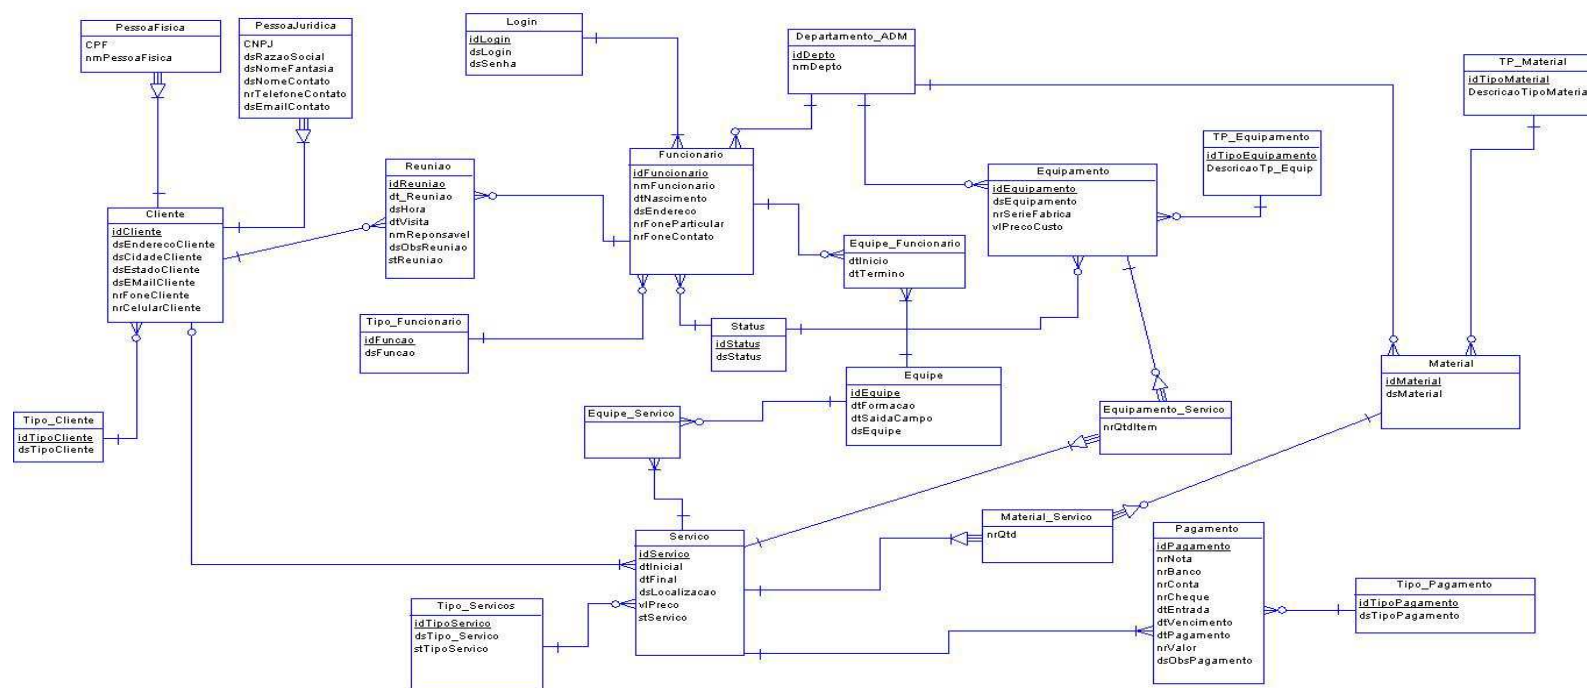 PessoaFisica
CPF
nmPessoaFisica
PessoaJuridica
CNPJ
dsRazaoSocial
dsNomeFantasia
dsNomeContato
nrTelefoneContato
dsEmailContato
Login
idLogin
dsLogin
dsSenha
Departamento_ADM
idDepto
nmDepto
TP_Material
idTipoMaterial
DescricaoTipoMaterial
TP_Equipamento
idTipoEquipamento
DescricaoTp_Equip
Reuniao
idReuniao
dt_Reuniao
dsHora
dtVisita
nmReponsavel
dsObsReuniao
stReuniao
Funcionario
idFuncionario
nmFuncionario
dtNascimento
dsEndereco
nrFoneParticular
nrFoneContato
Equipamento
idEquipamento
dsEquipamento
nrSerieFabrica
vlPrecoCusto
Cliente
idCliente
dsEnderecoCliente
dsCidadeCliente
dsEstadoCliente
dsEMailCliente
nrFoneCliente
nrCelularCliente
Equipe_Funcionario
dtInicio
dtTermino
Tipo_Funcionario
idFuncao
dsFuncao
Status
idStatus
dsStatus
Material
idMaterial
dsMaterial
Equipe
idEquipe
dtFormacao
dtSaidaCampo
dsEquipe
Tipo_Cliente
idTipoCliente
dsTipoCliente
Equipe_Servico
Equipamento_Servico
nrQtdItem
Material_Servico
nrQtd
Servico
idServico
dtInicial
dtFinal
dsLocalizacao
vlPreco
stServico
Pagamento
idPagamento
nrNota
nrBanco
nrConta
nrCheque
dtEntrada
dtVencimento
dtPagamento
nrValor
dsObsPagamento
Tipo_Pagamento
idTipoPagamento
dsTipoPagamento
Tipo_Servicos
idTipoServico
dsTipo_Servico
stTipoServico